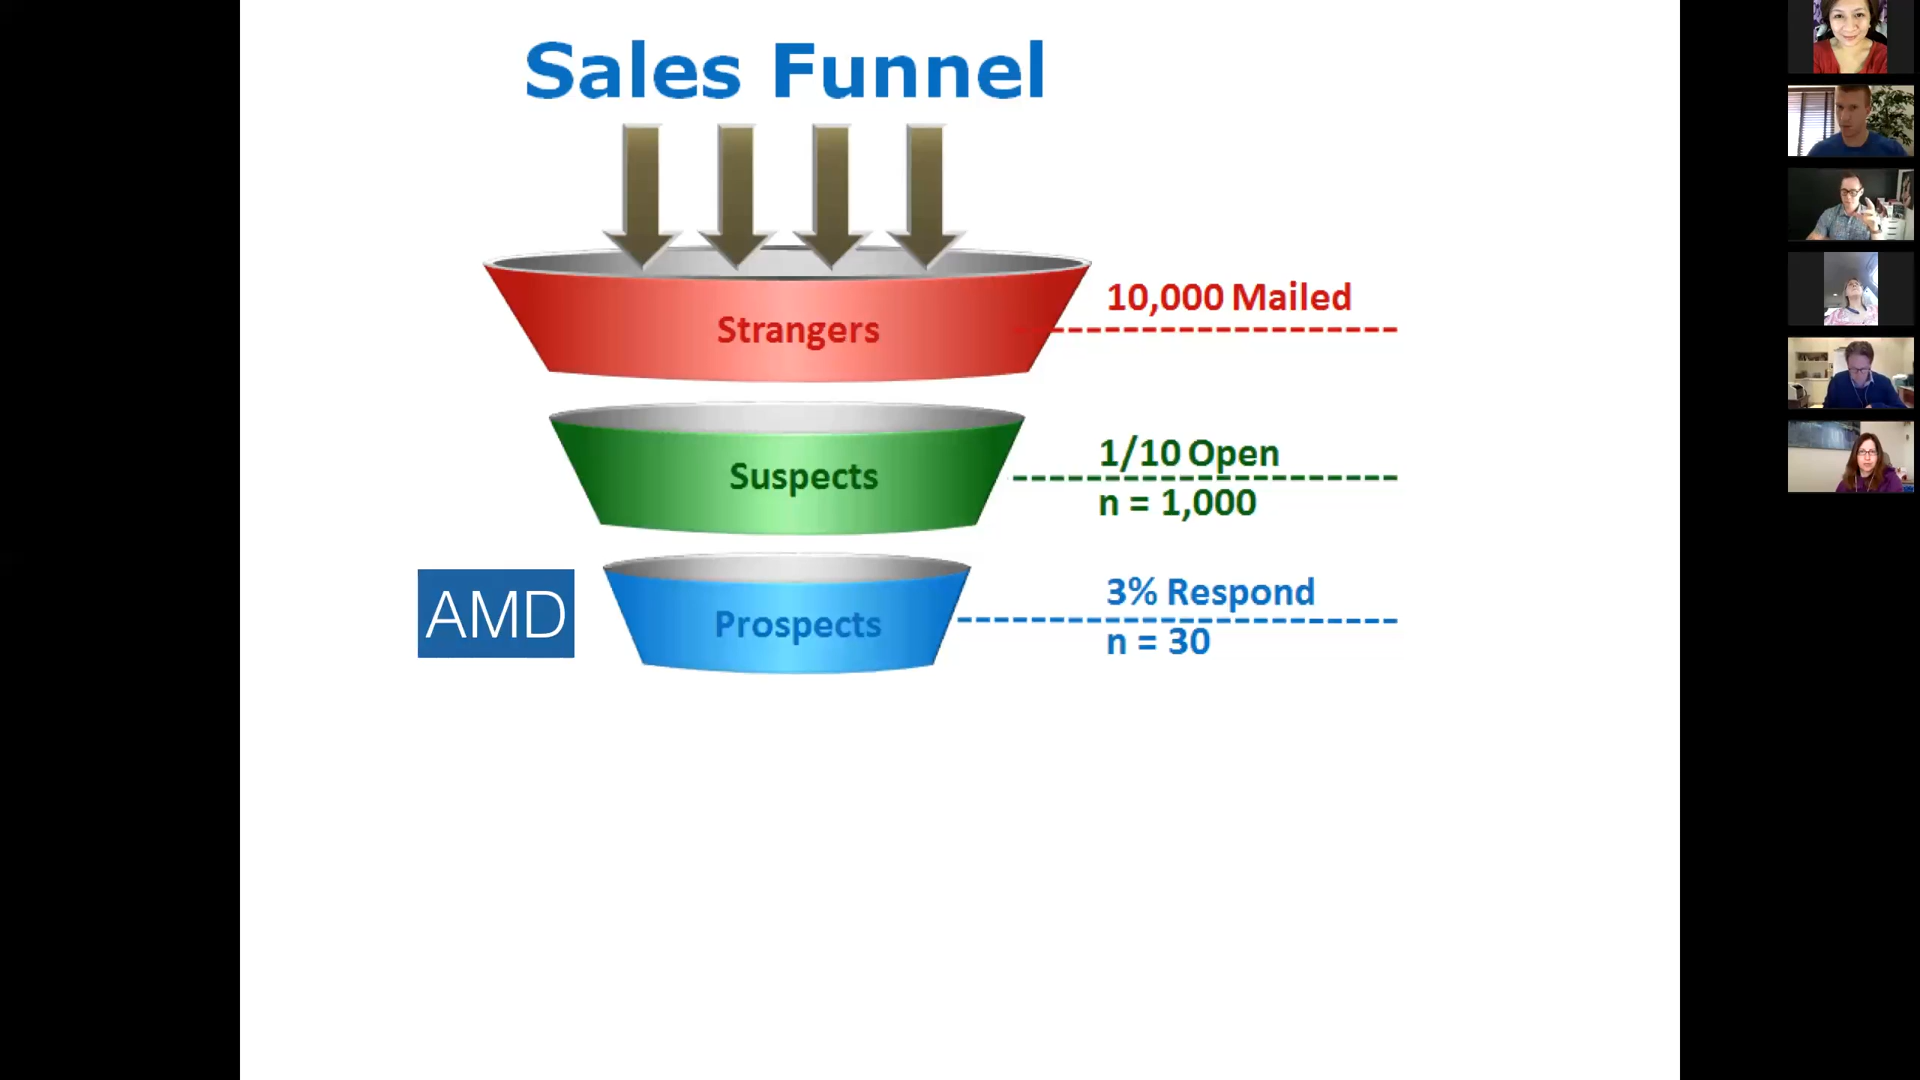 Sales Funnel
Strangers
10,000 Mailed
Suspects
1/10 Open
n = 1,000
AMD
Prospects
3% Respond
n = 30